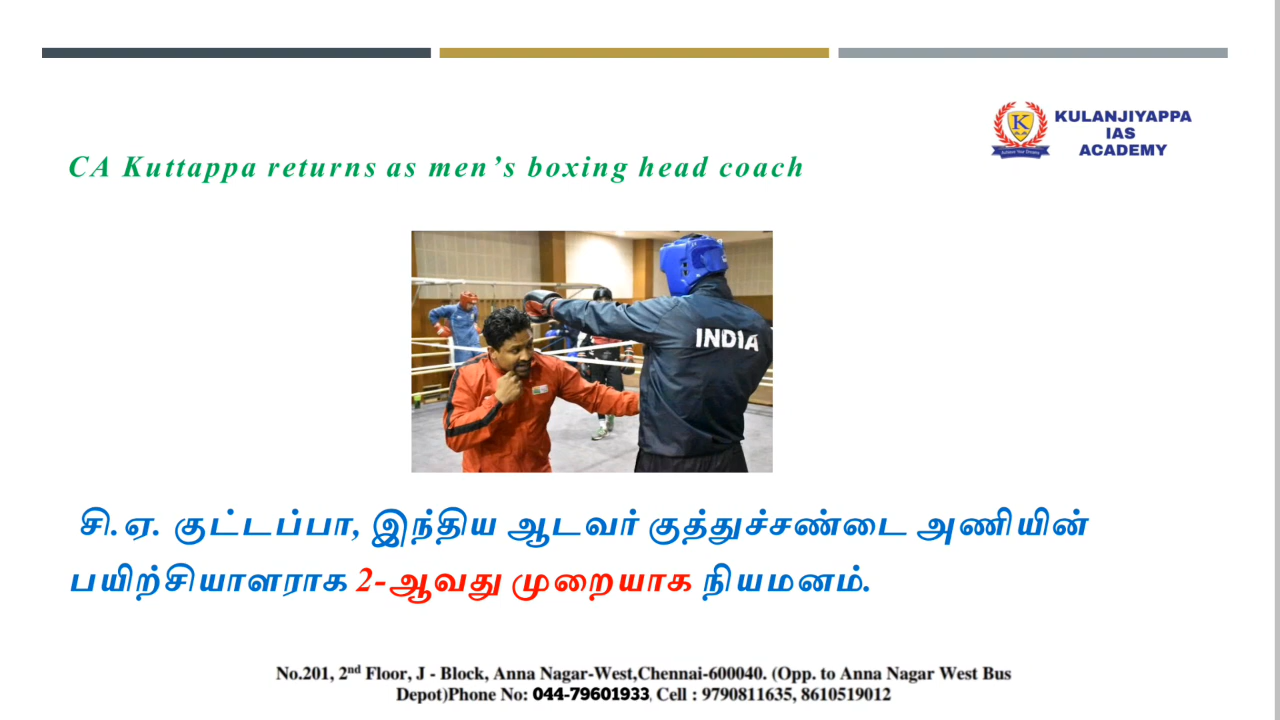 KULANJIYAPPA
IAS
ACADEMY
K
CA Kuttappa returns as men’s boxing head coach
INDIA
சி.ஏ. குட்டப்பா, இந்திய ஆடவர் குத்துச்சண்டை அணியின்
பயிற்சியாளராக 2-ஆவது முறையாக நியமனம்.
No.201, 2nd Floor, J - Block, Anna Nagar-West,Chennai-600040. (Opp. to Anna Nagar West Bus
Depot)Phone No: 044-79601933, Cell : 9790811635, 8610519012